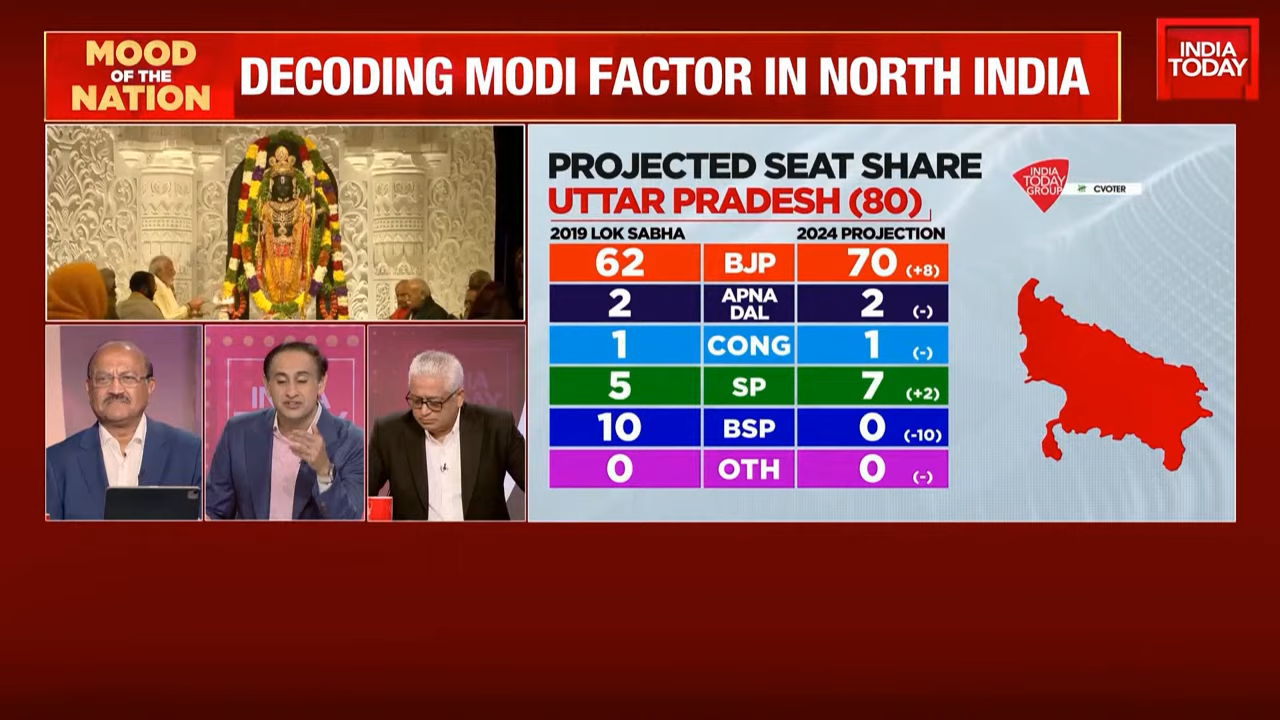 MOOD
OF THE
NATION
DECODING MODI FACTOR IN NORTH INDIA
INDIA
TODAY
PROJECTED SEAT SHARE
UTTAR PRADESH (80)
INDIA
TODAY
GROUP
CVOTER
2019 LOK SABHA
2024 PROJECTION
62 BJP 70 (+8)
2 APNA DAL 2 (-)
1 CONG 1 (-)
5 SP 7 (+2)
10 BSP 0 (-10)
0 OTH 0 (-)